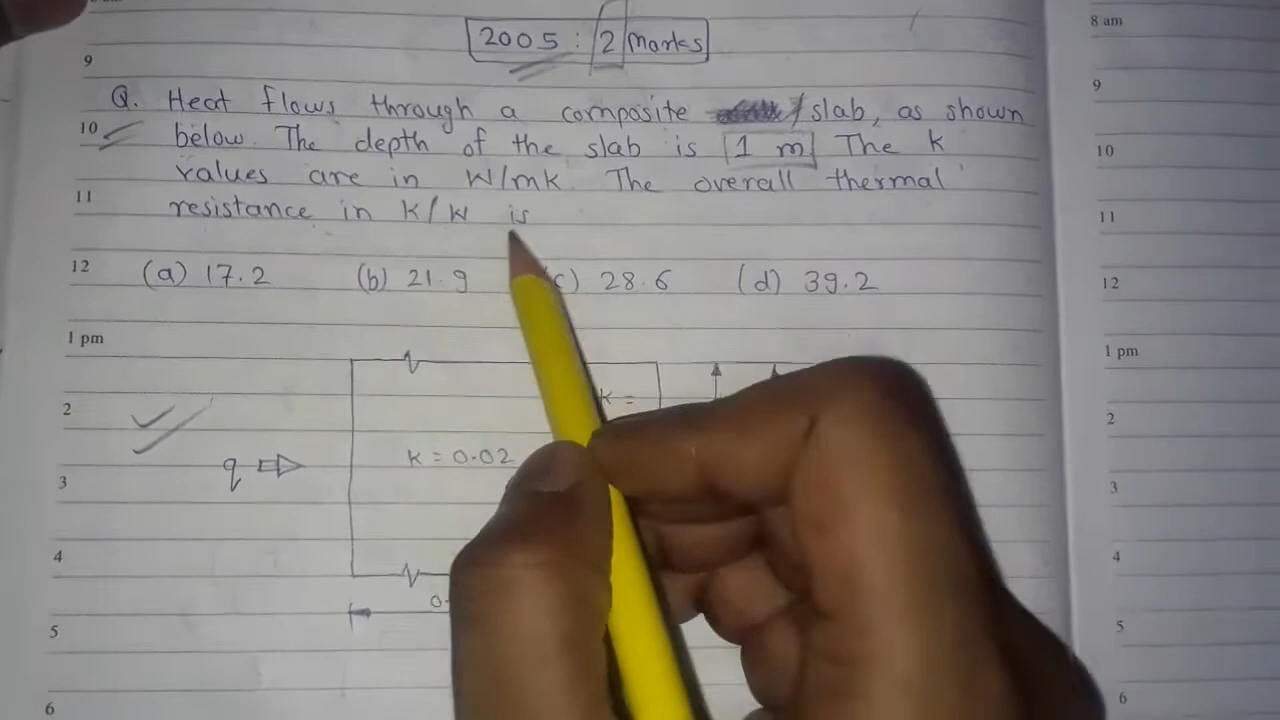 2005 : 2 Marks
Q. Heat flows through a composite slab, as shown
below. The depth of the slab is 1 m The k
values are in W/mK. The overall thermal
resistance in K/W is
(a) 17.2 (b) 21.9 (c) 28.6 (d) 39.2
K =
K = 0.02
q
0.
8 am
9
10
11
12
1 pm
2
3
4
5
6
9
10
11
12
1 pm
2
3
4
5
6